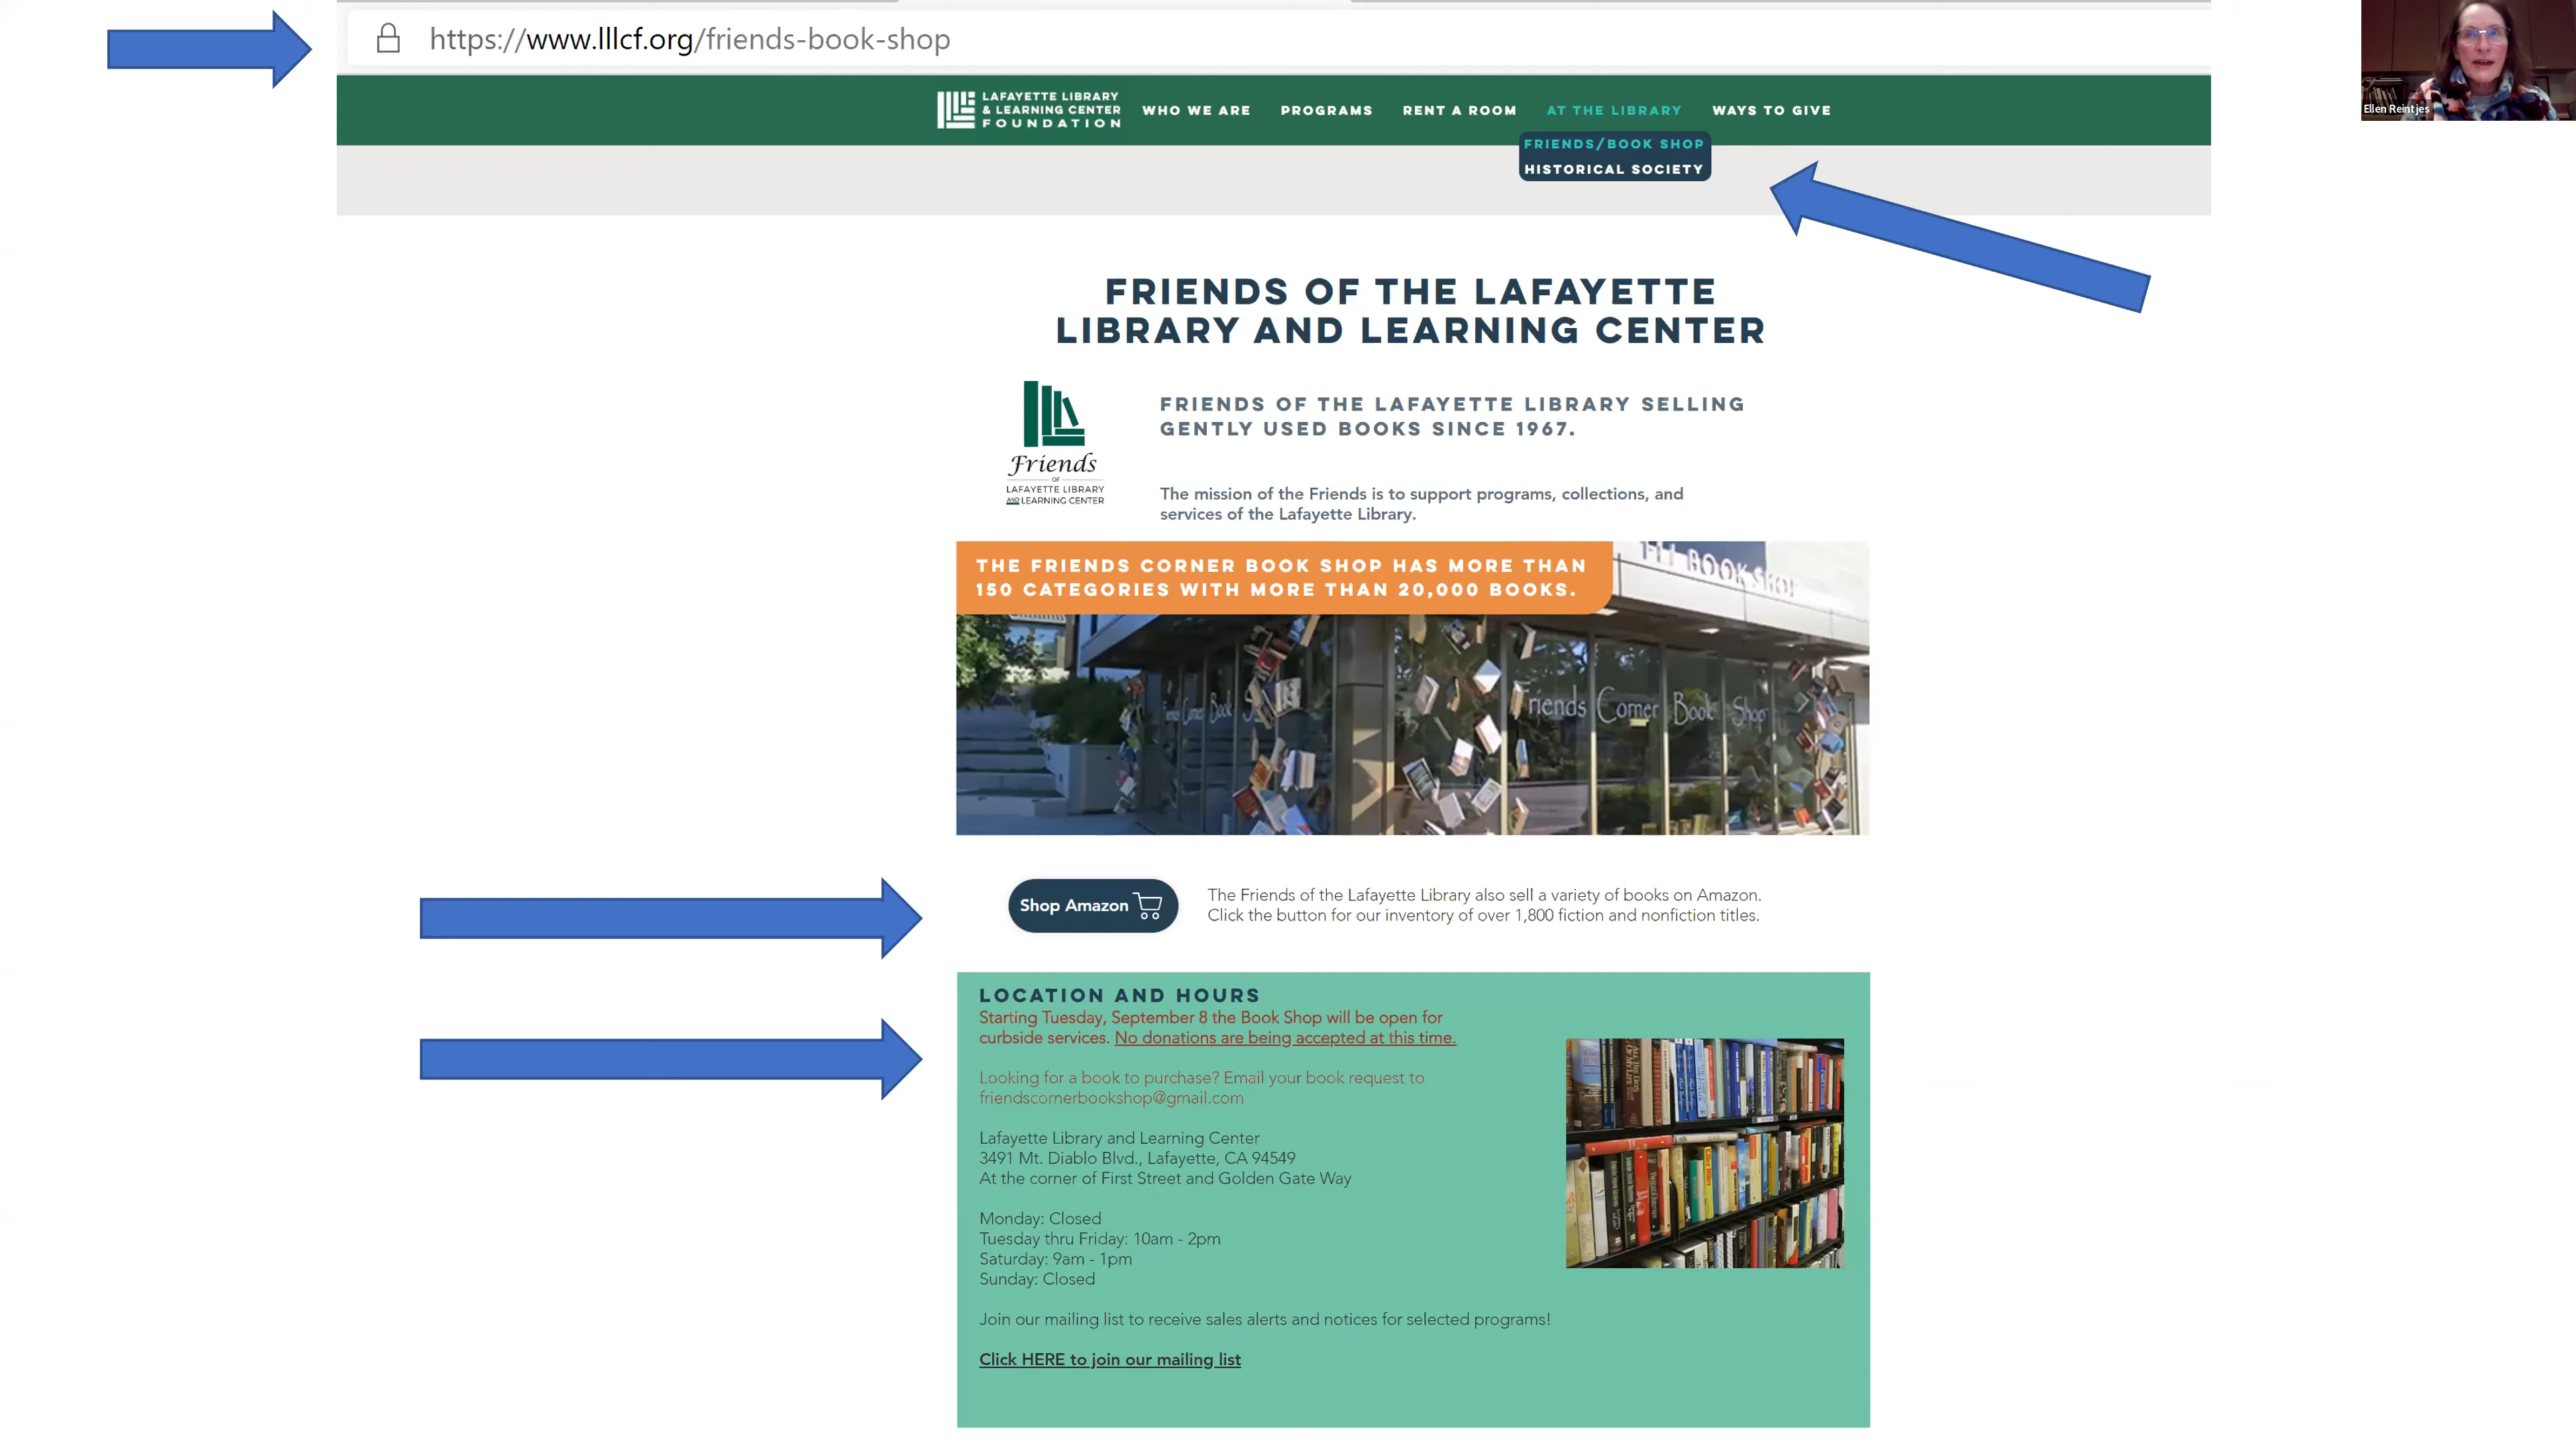 https://www.lllcf.org/friends-book-shop
Ellen Reintjes
LAFAYETTE LIBRARY
& LEARNING CENTER
FOUNDATION
WHO WE ARE
PROGRAMS
RENT A ROOM
AT THE LIBRARY
WAYS TO GIVE
FRIENDS/BOOK SHOP
HISTORICAL SOCIETY
FRIENDS OF THE LAFAYETTE
LIBRARY AND LEARNING CENTER
Friends
OF
LAFAYETTE LIBRARY
AND LEARNING CENTER
FRIENDS OF THE LAFAYETTE LIBRARY SELLING
GENTLY USED BOOKS SINCE 1967.
The mission of the Friends is to support programs, collections, and
services of the Lafayette Library.
THE FRIENDS CORNER BOOK SHOP HAS MORE THAN
150 CATEGORIES WITH MORE THAN 20,000 BOOKS.
BOOK SHOP
Friends Corner Book Shop
Shop Amazon
The Friends of the Lafayette Library also sell a variety of books on Amazon.
Click the button for our inventory of over 1,800 fiction and nonfiction titles.
LOCATION AND HOURS
Starting Tuesday, September 8 the Book Shop will be open for
curbside services. No donations are being accepted at this time.
Looking for a book to purchase? Email your book request to
friendscornerbookshop@gmail.com
Lafayette Library and Learning Center
3491 Mt. Diablo Blvd., Lafayette, CA 94549
At the corner of First Street and Golden Gate Way
Monday: Closed
Tuesday thru Friday: 10am - 2pm
Saturday: 9am - 1pm
Sunday: Closed
Join our mailing list to receive sales alerts and notices for selected programs!
Click HERE to join our mailing list